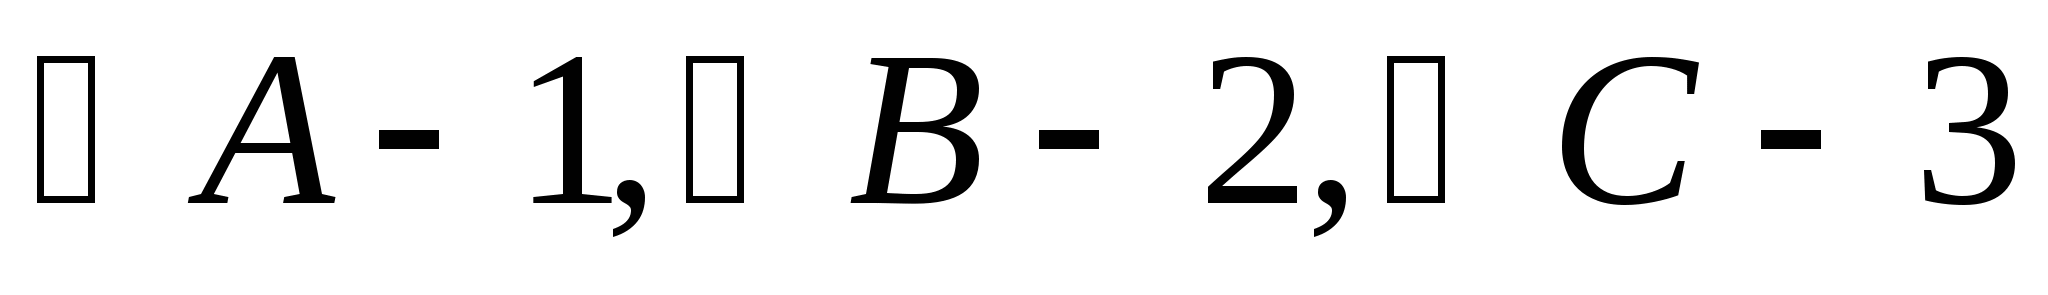 ▯ A - 1, ▯ B - 2, ▯ C - 3